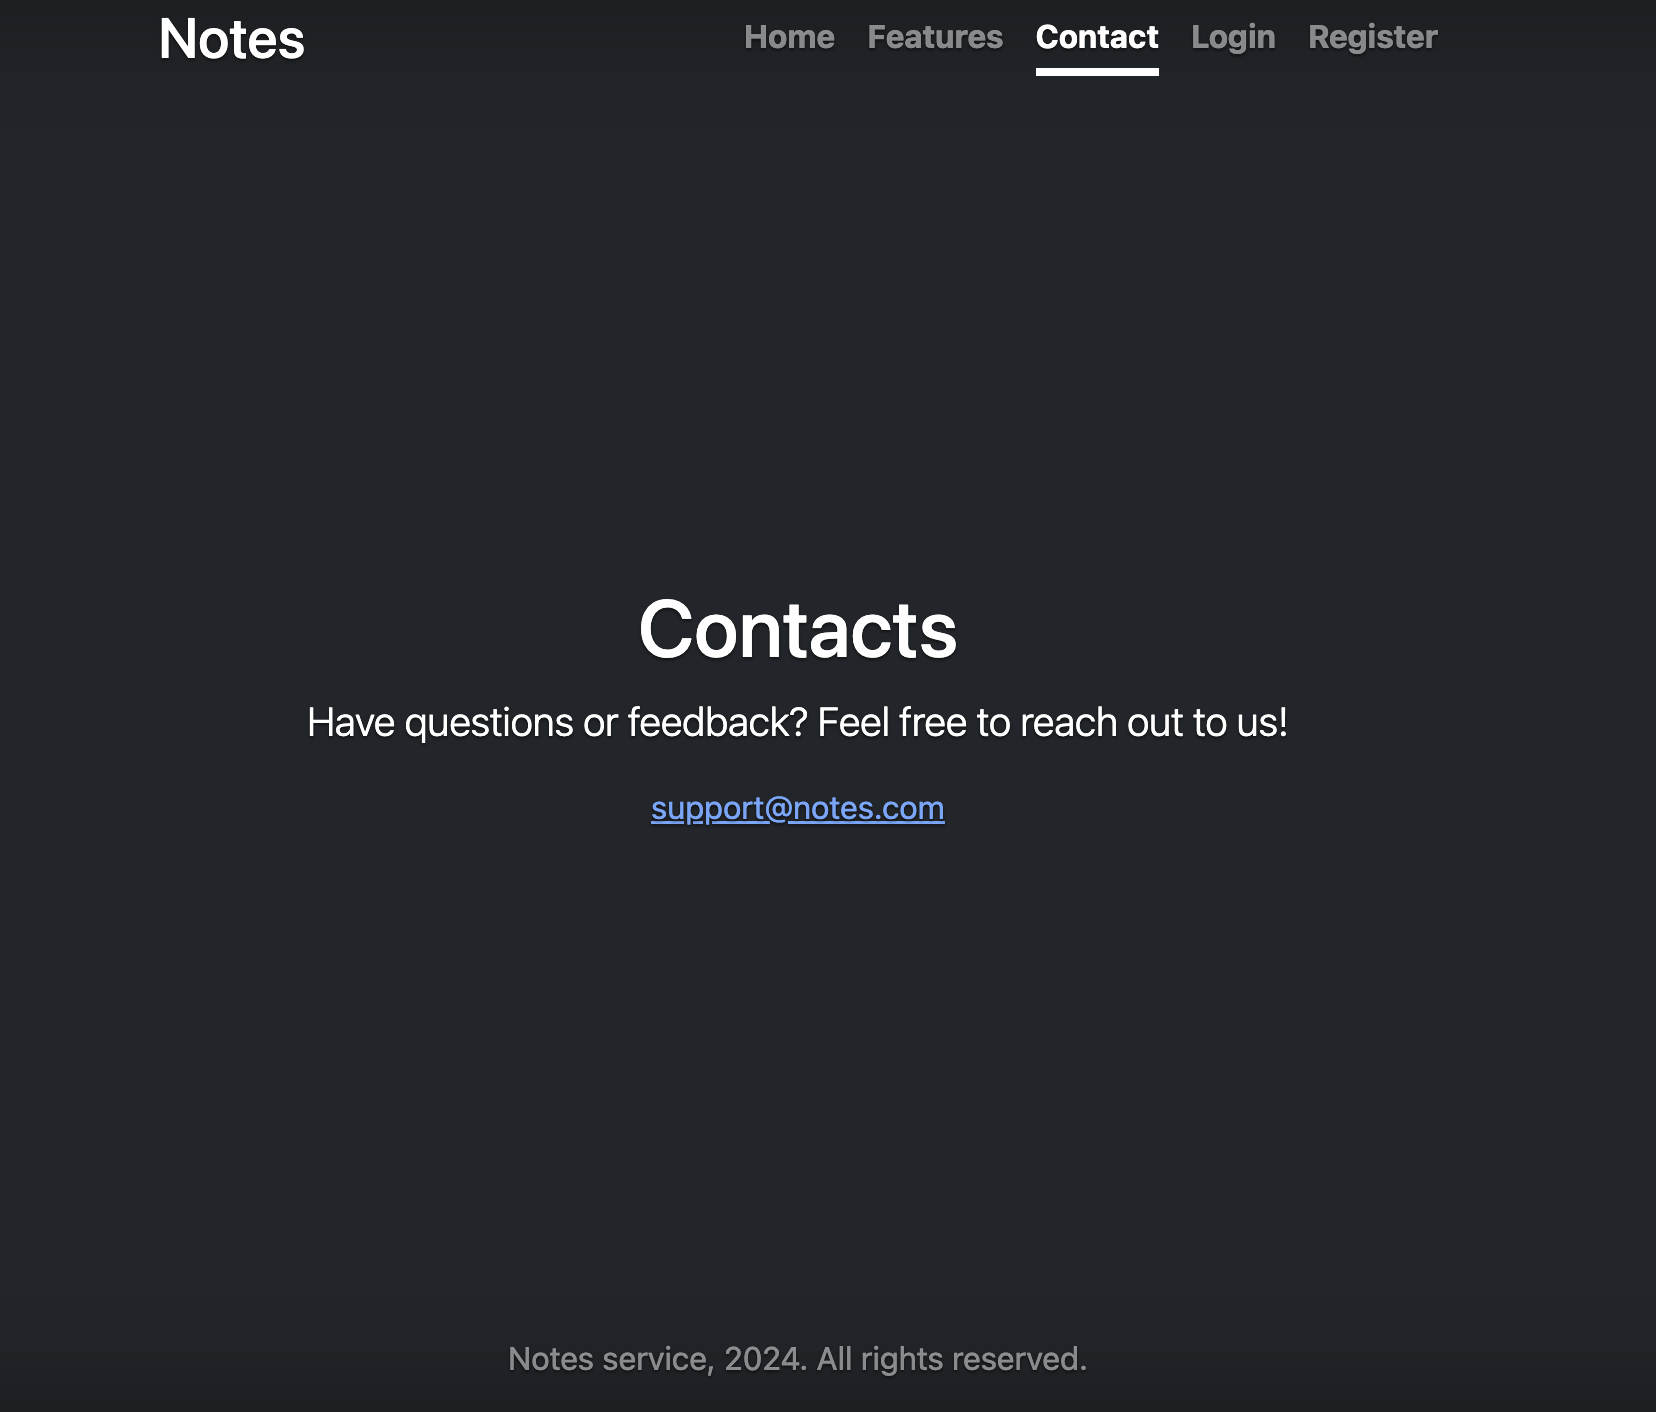 Notes
Home Features Contact Login Register
Contacts
Have questions or feedback? Feel free to reach out to us!
support@notes.com
Notes service, 2024. All rights reserved.